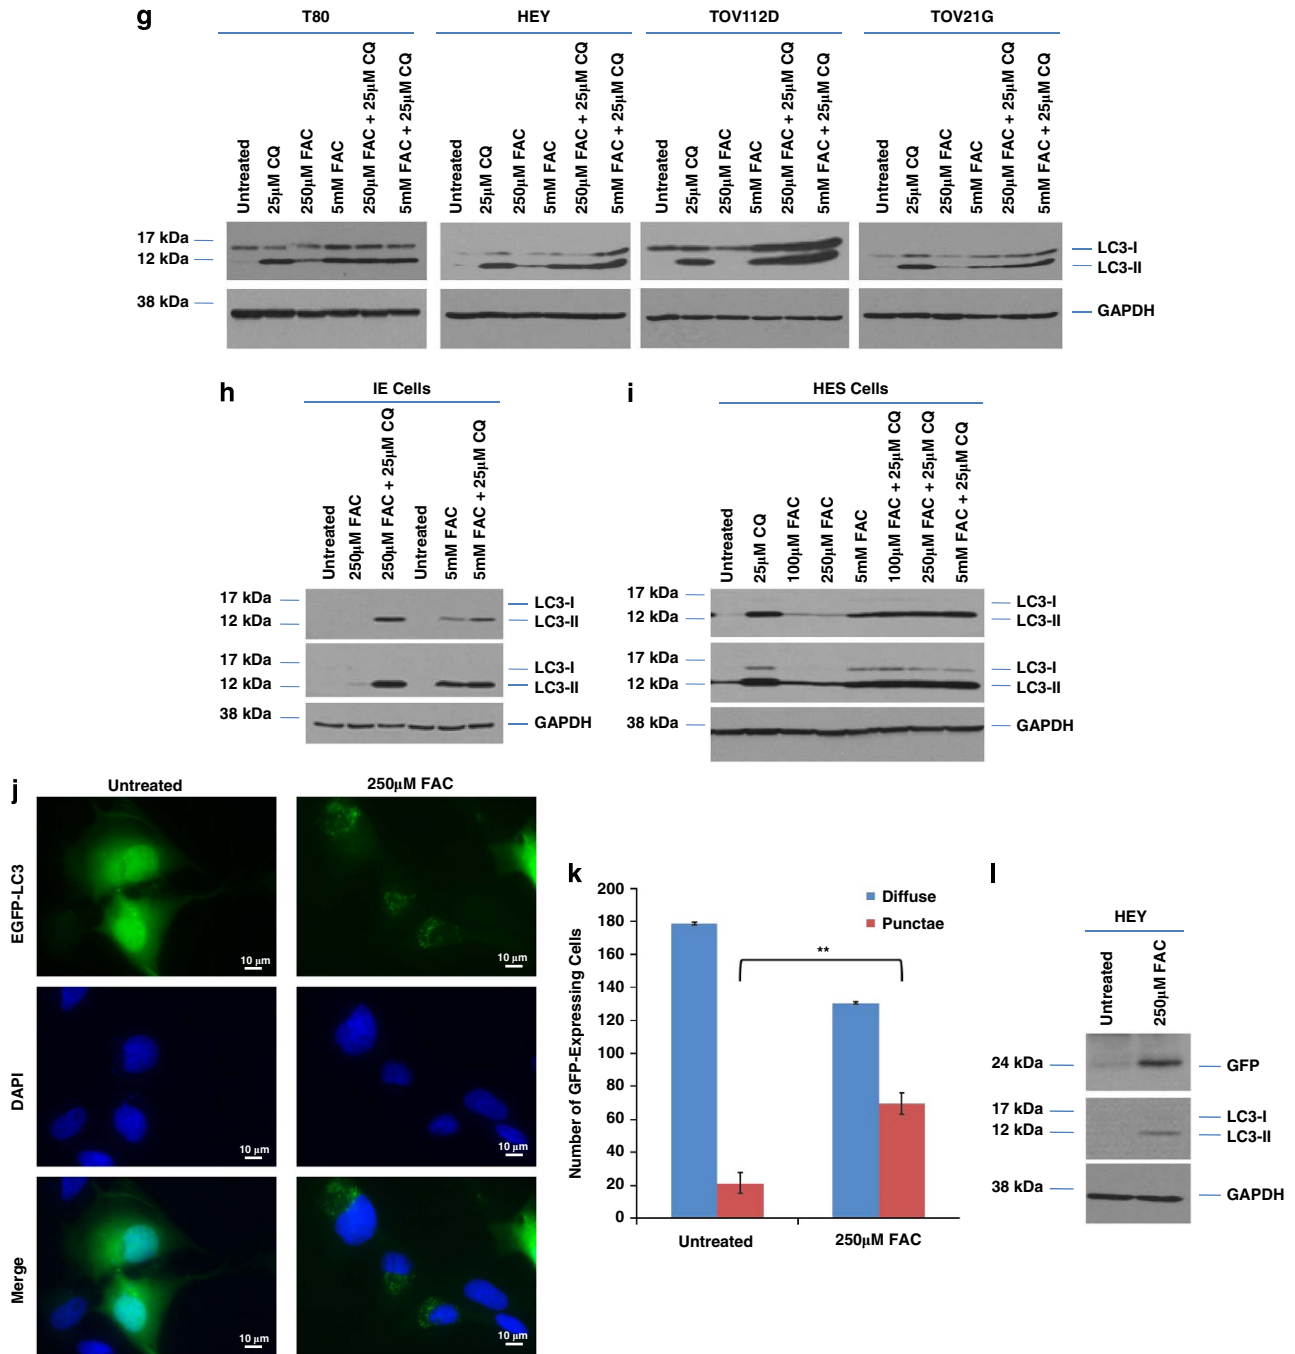 g
T80 HEY TOV112D TOV21G
Untreated 25µM CQ 250µM FAC 5mM FAC 250µM FAC + 25µM CQ 5mM FAC + 25µM CQ
Untreated 25µM CQ 250µM FAC 5mM FAC 250µM FAC + 25µM CQ 5mM FAC + 25µM CQ
Untreated 25µM CQ 250µM FAC 5mM FAC 250µM FAC + 25µM CQ 5mM FAC + 25µM CQ
Untreated 25µM CQ 250µM FAC 5mM FAC 250µM FAC + 25µM CQ 5mM FAC + 25µM CQ
17 kDa
12 kDa
38 kDa
LC3-I
LC3-II
GAPDH
h
IE Cells
Untreated 250µM FAC 250µM FAC + 25µM CQ Untreated 5mM FAC 5mM FAC + 25µM CQ
17 kDa
12 kDa
17 kDa
12 kDa
38 kDa
LC3-I
LC3-II
LC3-I
LC3-II
GAPDH
i
HES Cells
Untreated 25µM CQ 100µM FAC 250µM FAC 5mM FAC 100µM FAC + 25µM CQ 250µM FAC + 25µM CQ 5mM FAC + 25µM CQ
17 kDa
12 kDa
17 kDa
12 kDa
38 kDa
LC3-I
LC3-II
LC3-I
LC3-II
GAPDH
j
Untreated 250µM FAC
EGFP-LC3
10 µm 10 µm
DAPI
10 µm 10 µm
Merge
10 µm 10 µm
k
Number of GFP-Expressing Cells
200
180
160
140
120
100
80
60
40
20
0
Diffuse
Punctae
**
Untreated 250µM FAC
l
HEY
Untreated 250µM FAC
24 kDa
17 kDa
12 kDa
38 kDa
GFP
LC3-I
LC3-II
GAPDH